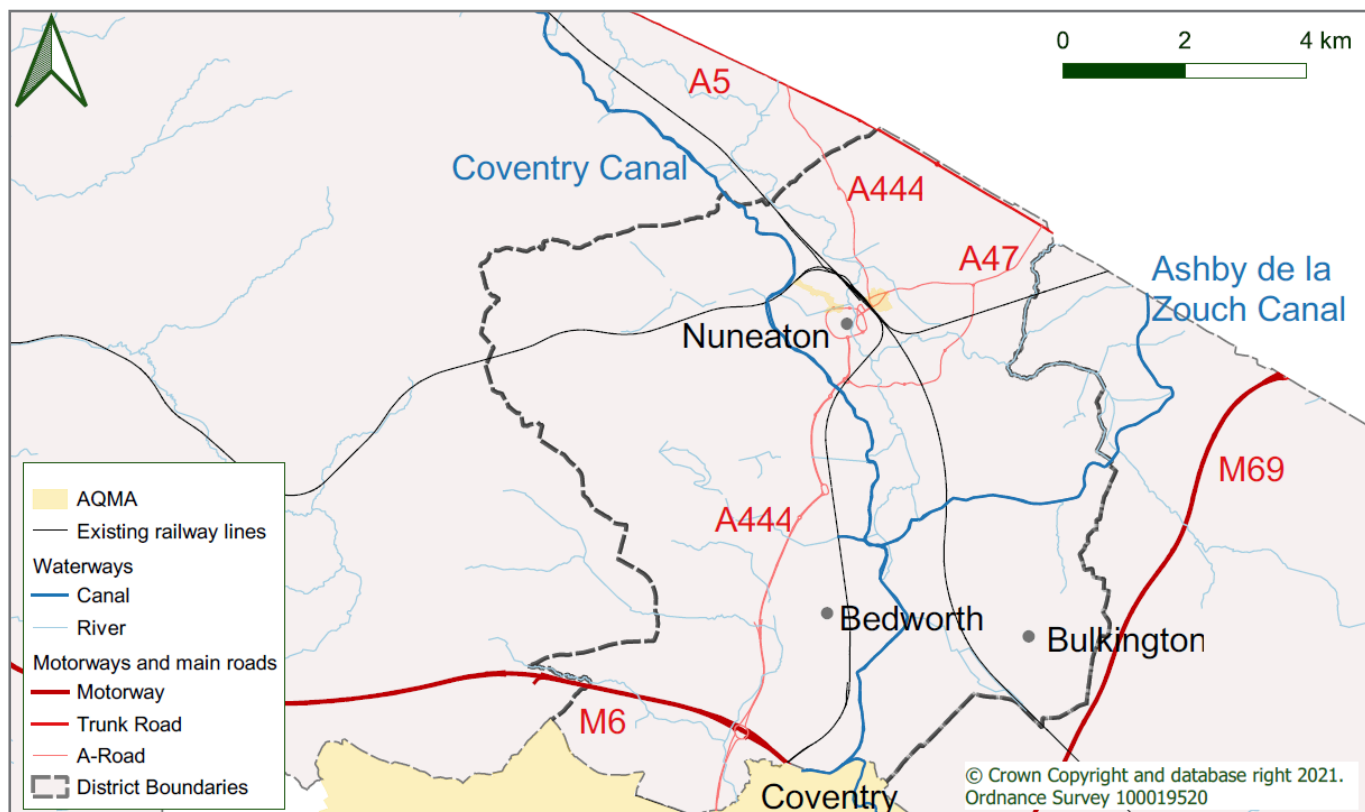 0 2 4 km
A5
Coventry Canal
A444
A47
Ashby de la
Zouch Canal
Nuneaton
M69
A444
Bedworth
Bulkington
M6
Coventry
AQMA
Existing railway lines
Waterways
Canal
River
Motorways and main roads
Motorway
Trunk Road
A-Road
District Boundaries
© Crown Copyright and database right 2021.
Ordnance Survey 100019520